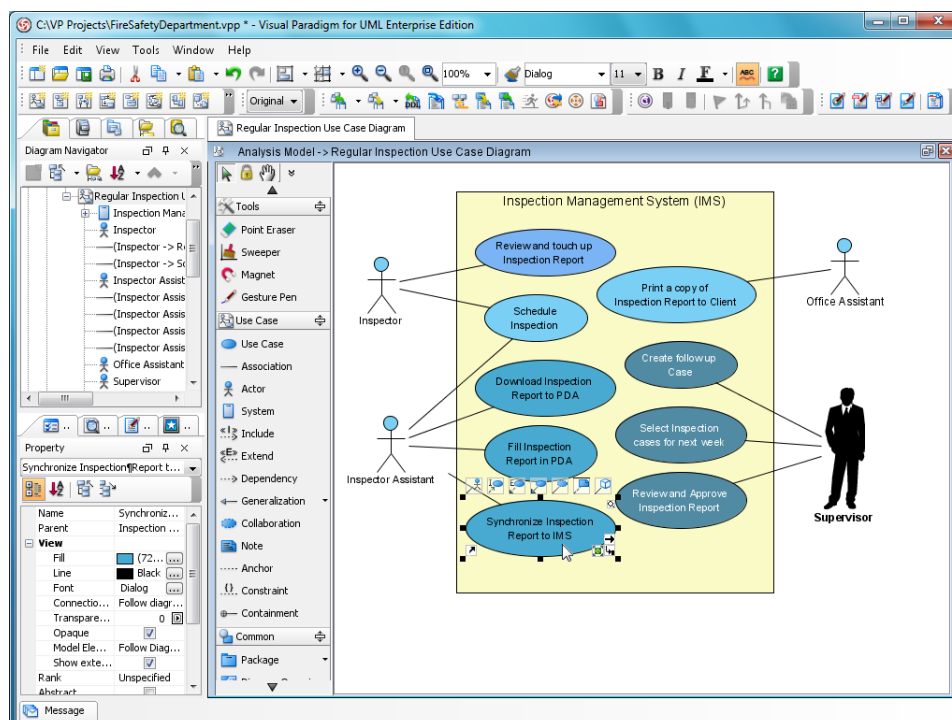 C:\VP Projects\FireSafetyDepartment.vpp * - Visual Paradigm for UML Enterprise Edition
File Edit View Tools Window Help
100% Dialog 11 B I F ABC ?
Original DDL
Regular Inspection Use Case Diagram
Diagram Navigator
Regular Inspection U
Inspection Mana
Inspector
(Inspector -> Re
(Inspector -> Sc
Inspector Assist
(Inspector Assis
(Inspector Assis
(Inspector Assis
(Inspector Assis
Office Assistant
Supervisor
Property
Synchronize Inspection¶Report t...
Name Synchroniz...
Parent Inspection ...
View
Fill (72... ...
Line Black ...
Font Dialog ...
Connectio... Follow diagr...
Transpare... 0
Opaque
Model Ele... Follow Diag...
Show exte...
Rank Unspecified
Abstract
Message
Analysis Model -> Regular Inspection Use Case Diagram
Tools
Point Eraser
Sweeper
Magnet
Gesture Pen
Use Case
Use Case
Association
Actor
System
Include
Extend
Dependency
Generalization
Collaboration
Note
Anchor
Constraint
Containment
Common
Package
Inspection Management System (IMS)
Review and touch up
Inspection Report
Print a copy of
Inspection Report to Client
Office Assistant
Inspector
Schedule
Inspection
Create follow up
Case
Download Inspection
Report to PDA
Select Inspection
cases for next week
Fill Inspection
Report in PDA
Inspector Assistant
Review and Approve
Inspection Report
Supervisor
Synchronize Inspection
Report to IMS